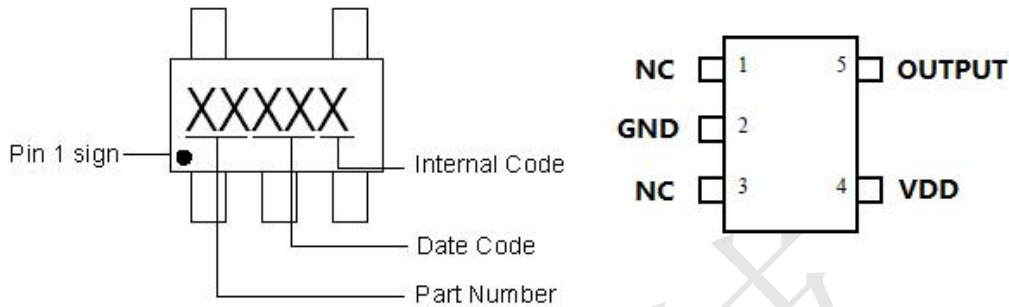 XXXXX
Pin 1 sign
Internal Code
Date Code
Part Number
NC 1 5 OUTPUT
GND 2
NC 3 4 VDD